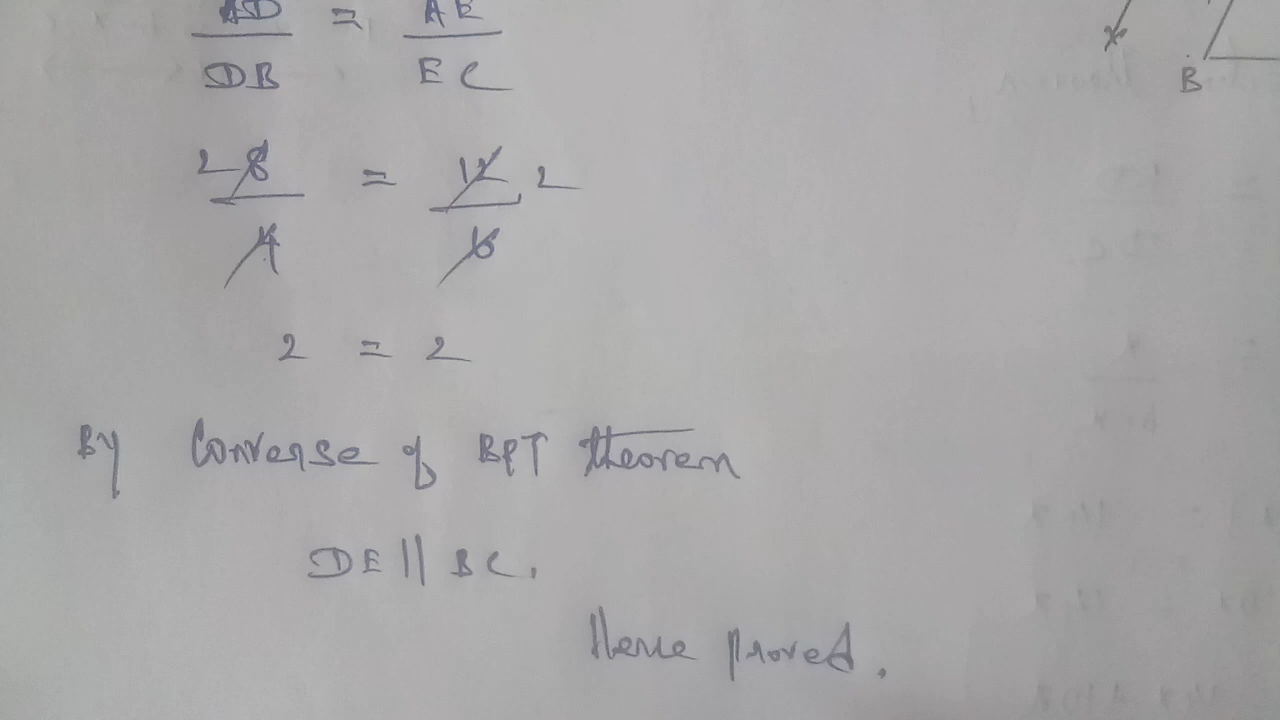 AD = AE
DB EC
2 8 = 12 2
4 6
2 = 2
By Converse of BPT theorem
DE || BC.
Hence proved.
x
B